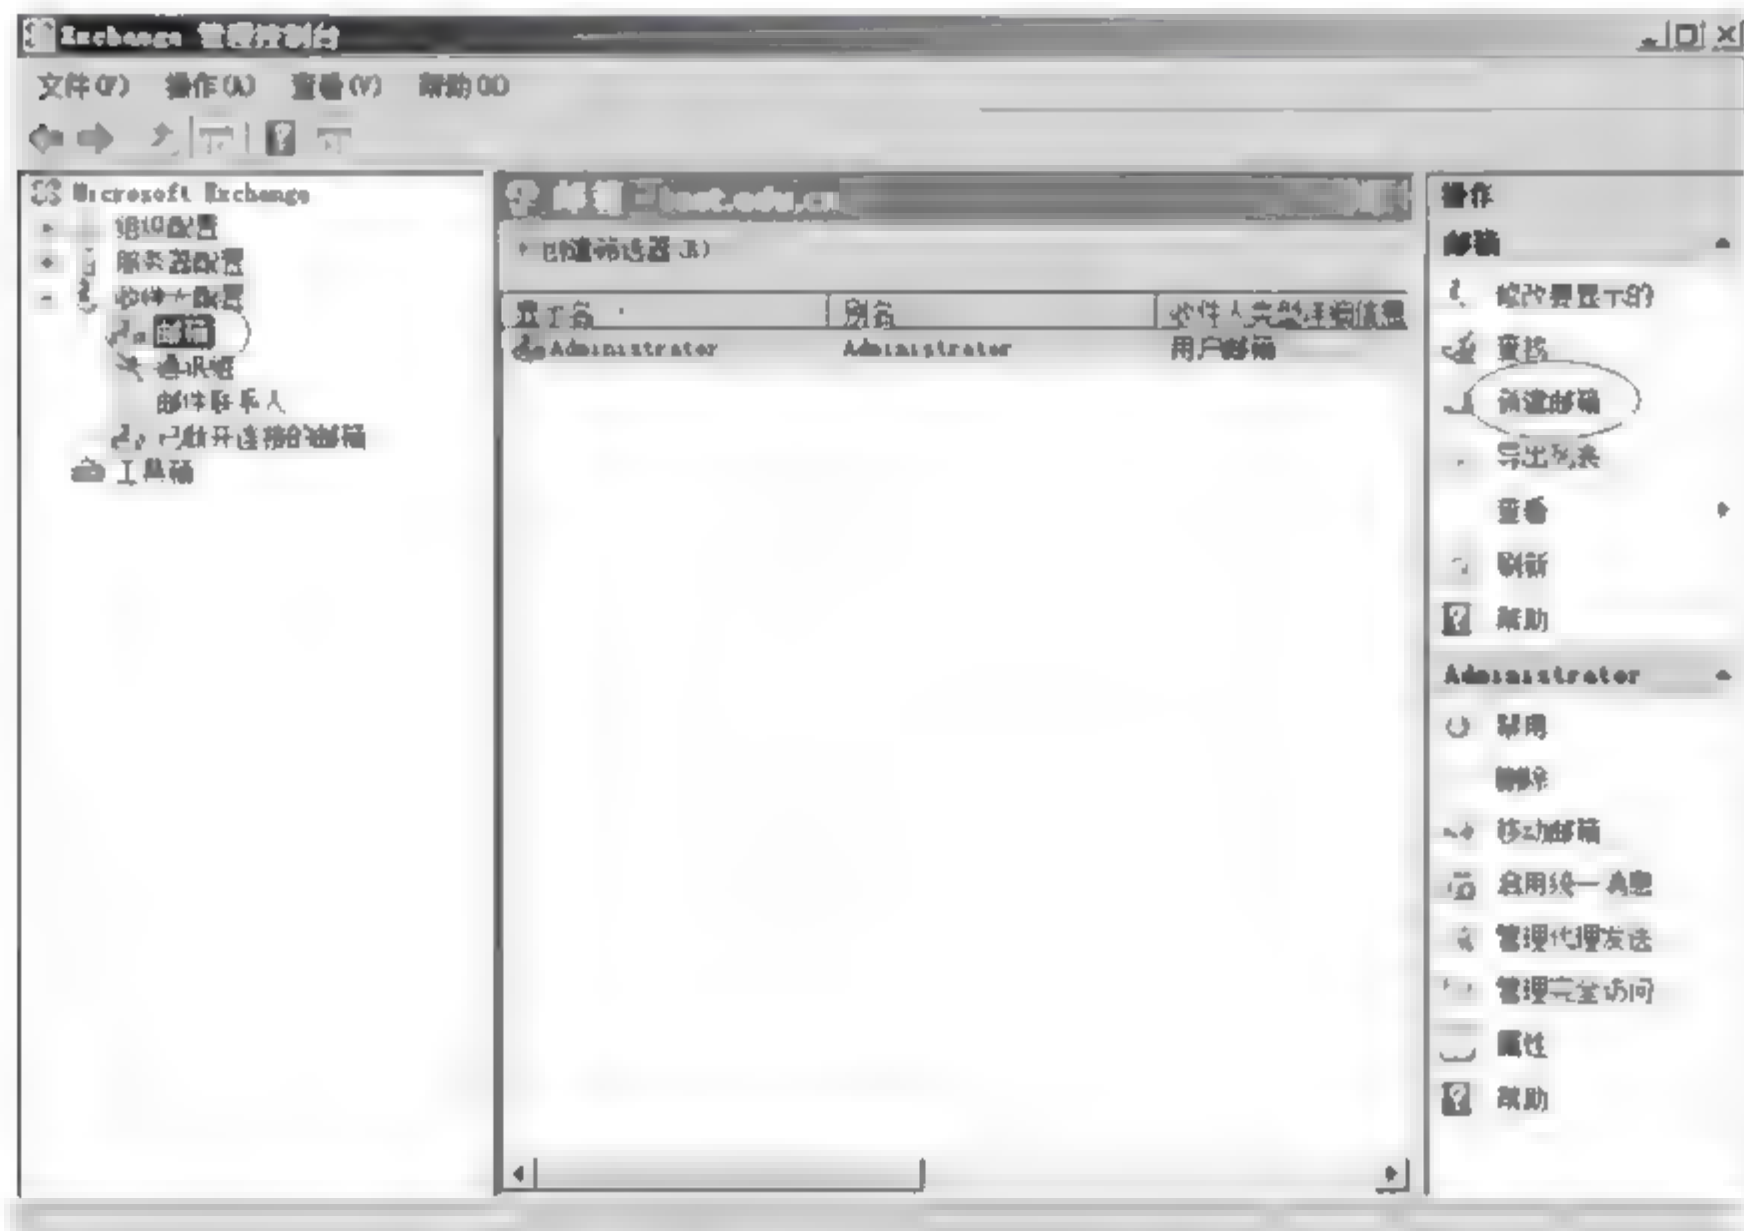 Exchange 管理控制台
文件(F) 操作(A) 查看(V) 帮助(H)
Microsoft Exchange
组织配置
服务器配置
收件人配置
邮箱
通讯组
邮件联系人
已断开连接的邮箱
工具箱
邮箱 - edu.cn
创建筛选器(R)
显示名 别名 收件人类型详细信息
Administrator Administrator 用户邮箱
操作
邮箱
修改要显示的
查找
新建邮箱
导出列表
查看
刷新
帮助
Administrator
禁用
删除
移动邮箱
启用统一消息
管理代理发送
管理完全访问
属性
帮助